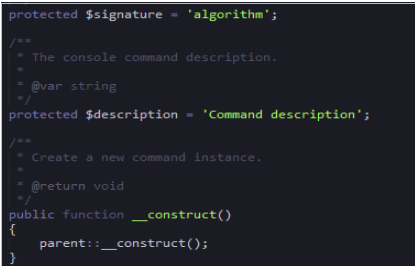 protected $signature = 'algorithm';
/**
 * The console command description.
 *
 * @var string
 */
protected $description = 'Command description';
/**
 * Create a new command instance.
 *
 * @return void
 */
public function __construct()
{
    parent::__construct();
}